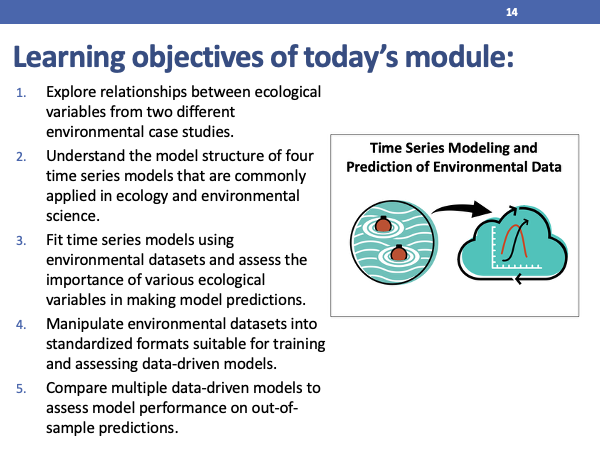 14
Learning objectives of today’s module:
1. Explore relationships between ecological
variables from two different
environmental case studies.
2. Understand the model structure of four
time series models that are commonly
applied in ecology and environmental
science.
3. Fit time series models using
environmental datasets and assess the
importance of various ecological
variables in making model predictions.
4. Manipulate environmental datasets into
standardized formats suitable for training
and assessing data-driven models.
5. Compare multiple data-driven models to
assess model performance on out-of-
sample predictions.
Time Series Modeling and
Prediction of Environmental Data